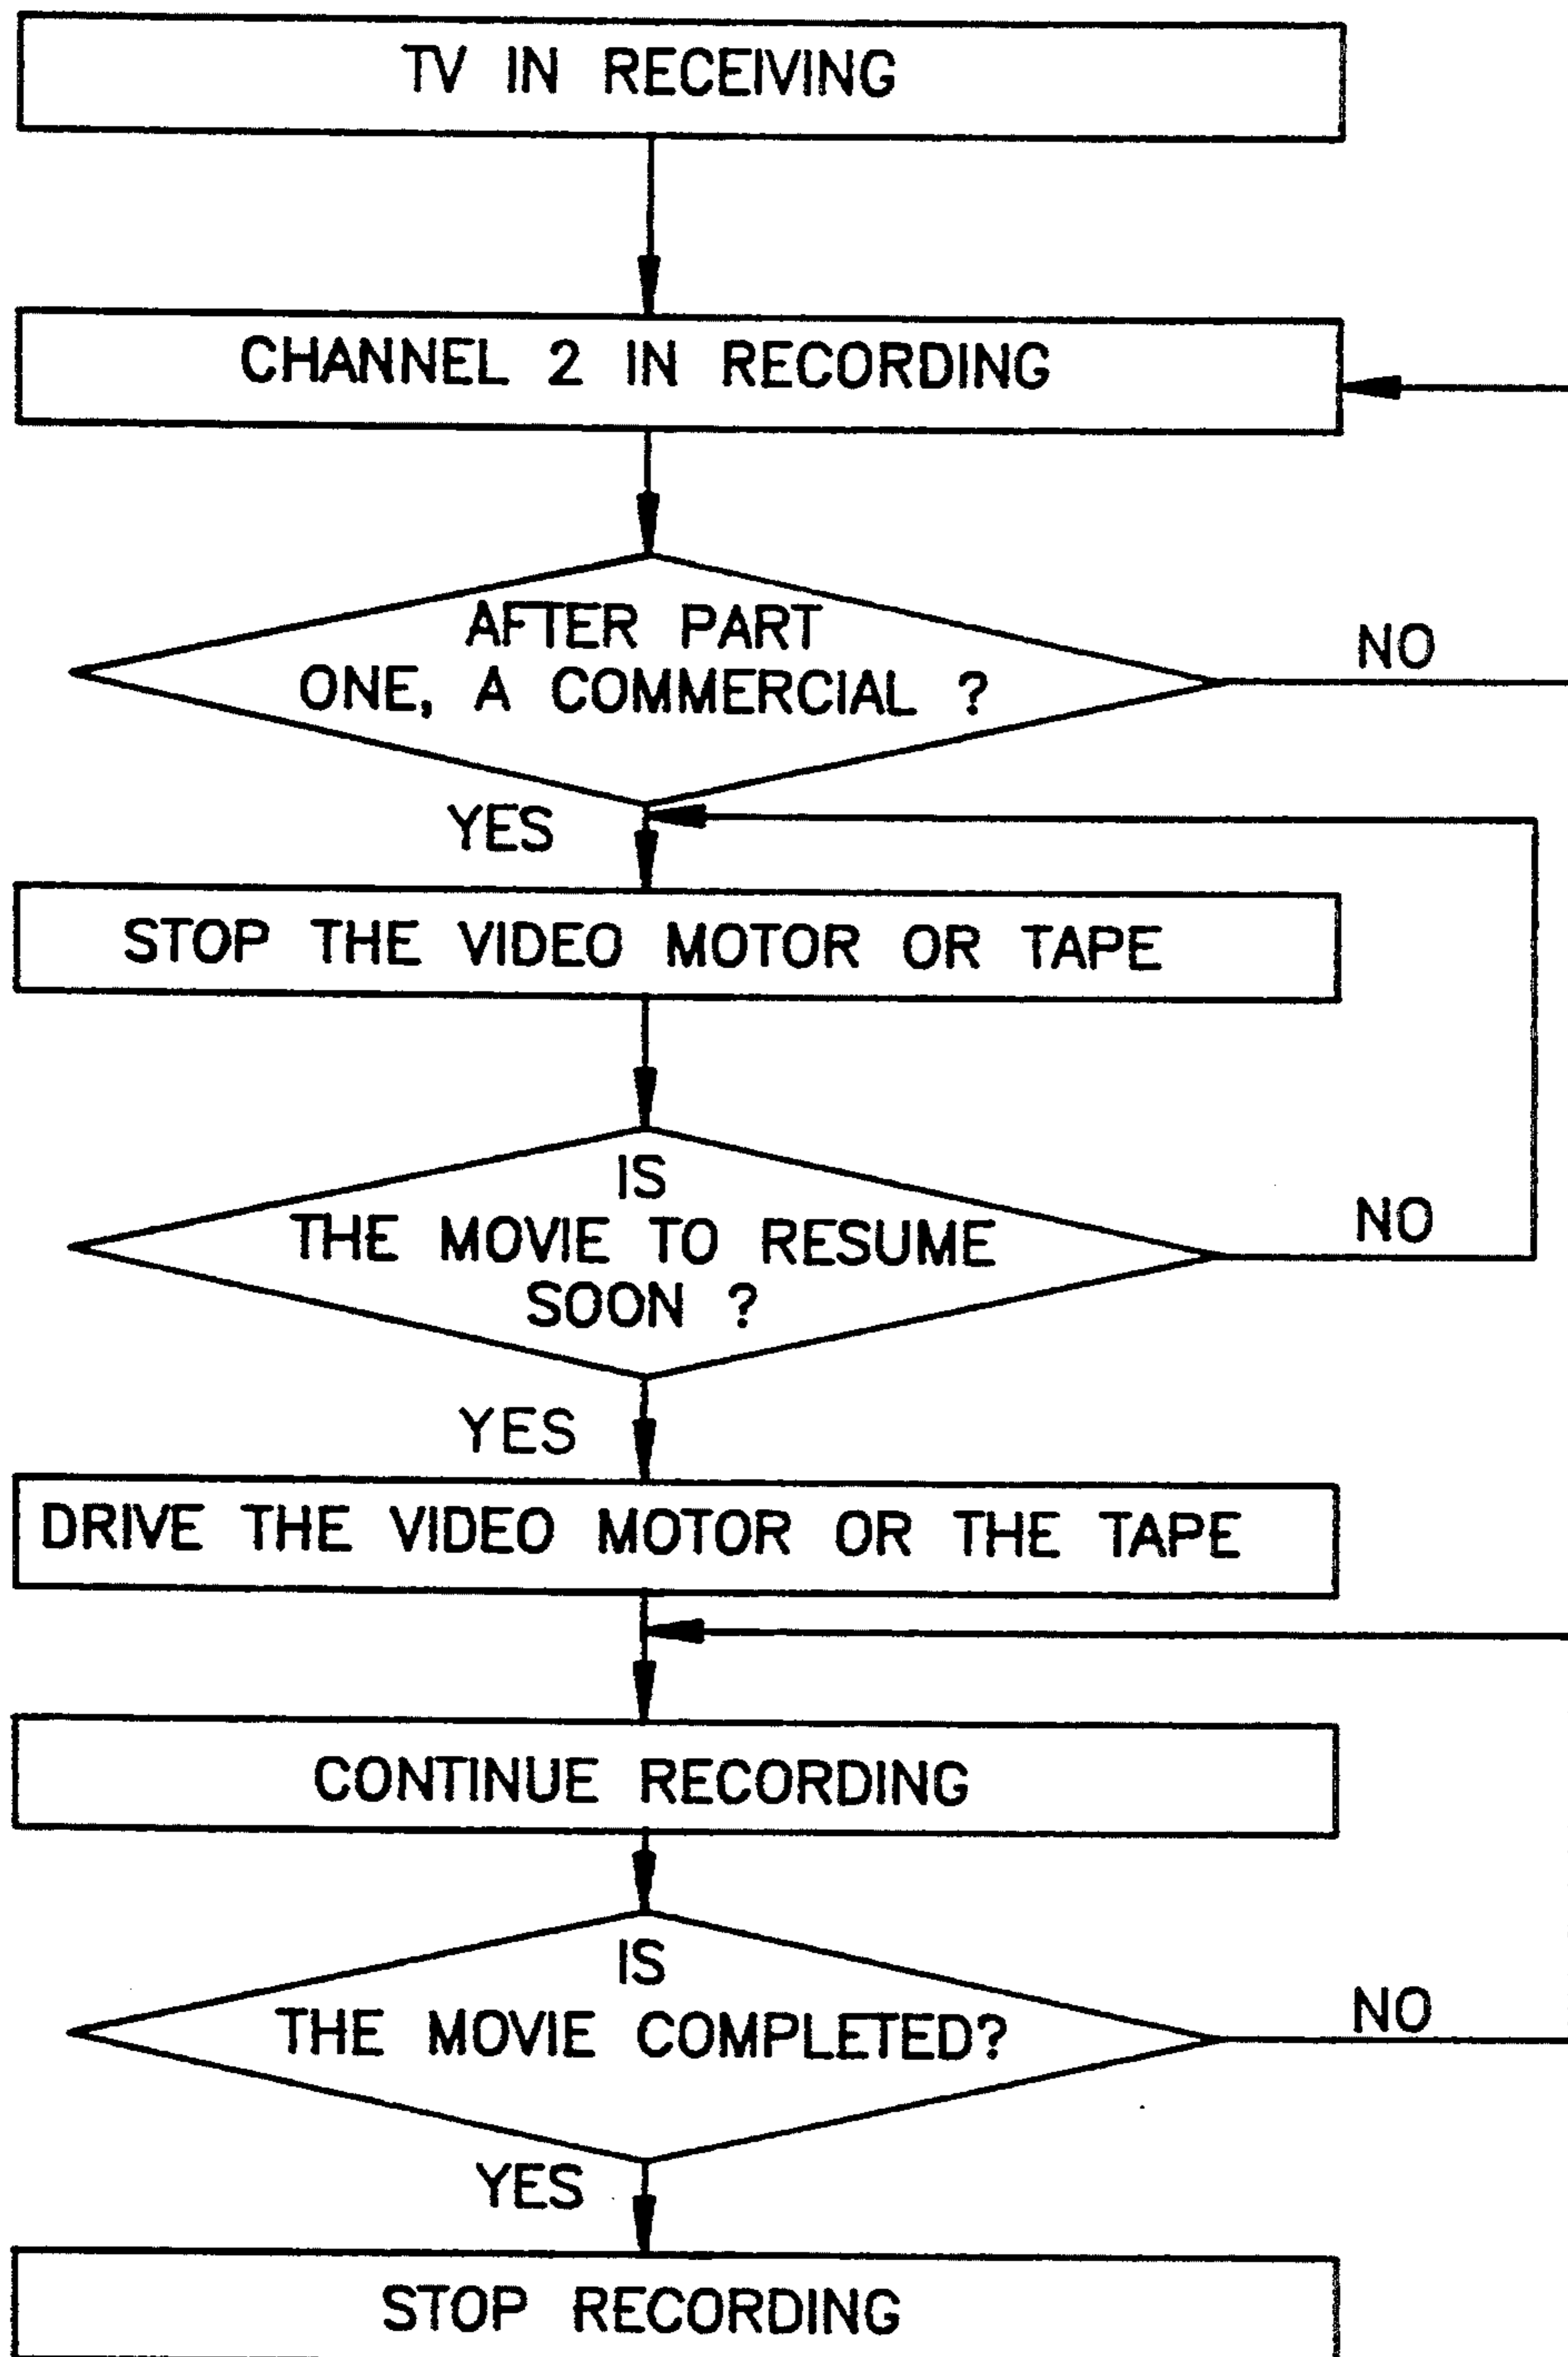 TV IN RECEIVING
CHANNEL 2 IN RECORDING
AFTER PART
ONE, A COMMERCIAL ?
NO
YES
STOP THE VIDEO MOTOR OR TAPE
IS
THE MOVIE TO RESUME
SOON ?
NO
YES
DRIVE THE VIDEO MOTOR OR THE TAPE
CONTINUE RECORDING
IS
THE MOVIE COMPLETED?
NO
YES
STOP RECORDING